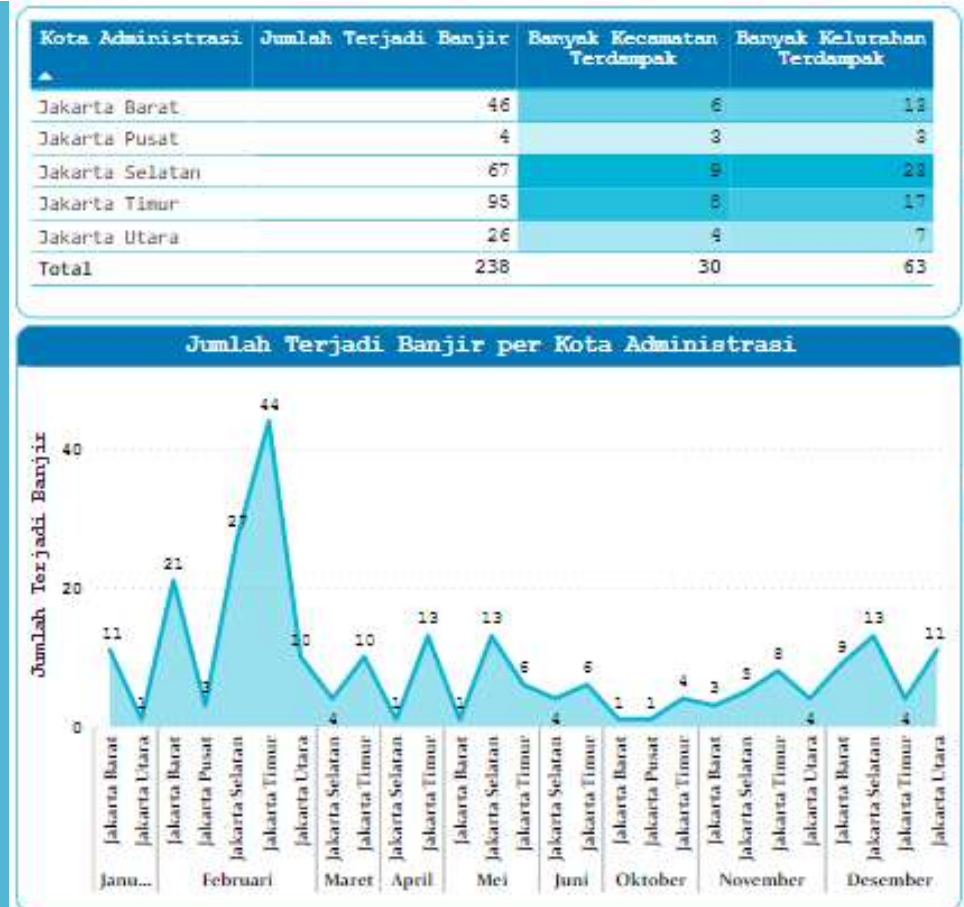 Kota Administrasi Jumlah Terjadi Banjir Banyak Kecamatan Terdampak Banyak Kelurahan Terdampak
Jakarta Barat 46 6 13
Jakarta Pusat 4 3 3
Jakarta Selatan 67 9 23
Jakarta Timur 95 8 17
Jakarta Utara 26 4 7
Total 238 30 63
Jumlah Terjadi Banjir per Kota Administrasi
Jumlah Terjadi Banjir
40
20
0
11 1 21 3 27 44 10 4 10 1 13 1 13 6 4 6 1 1 4 3 5 8 4 9 13 4 11
Jakarta Barat Jakarta Utara Jakarta Barat Jakarta Pusat Jakarta Selatan Jakarta Timur Jakarta Utara Jakarta Selatan Jakarta Timur Jakarta Selatan Jakarta Timur Jakarta Barat Jakarta Selatan Jakarta Timur Jakarta Selatan Jakarta Timur Jakarta Barat Jakarta Pusat Jakarta Timur Jakarta Barat Jakarta Selatan Jakarta Timur Jakarta Utara Jakarta Barat Jakarta Selatan Jakarta Timur Jakarta Utara
Janu... Februari Maret April Mei Juni Oktober November Desember